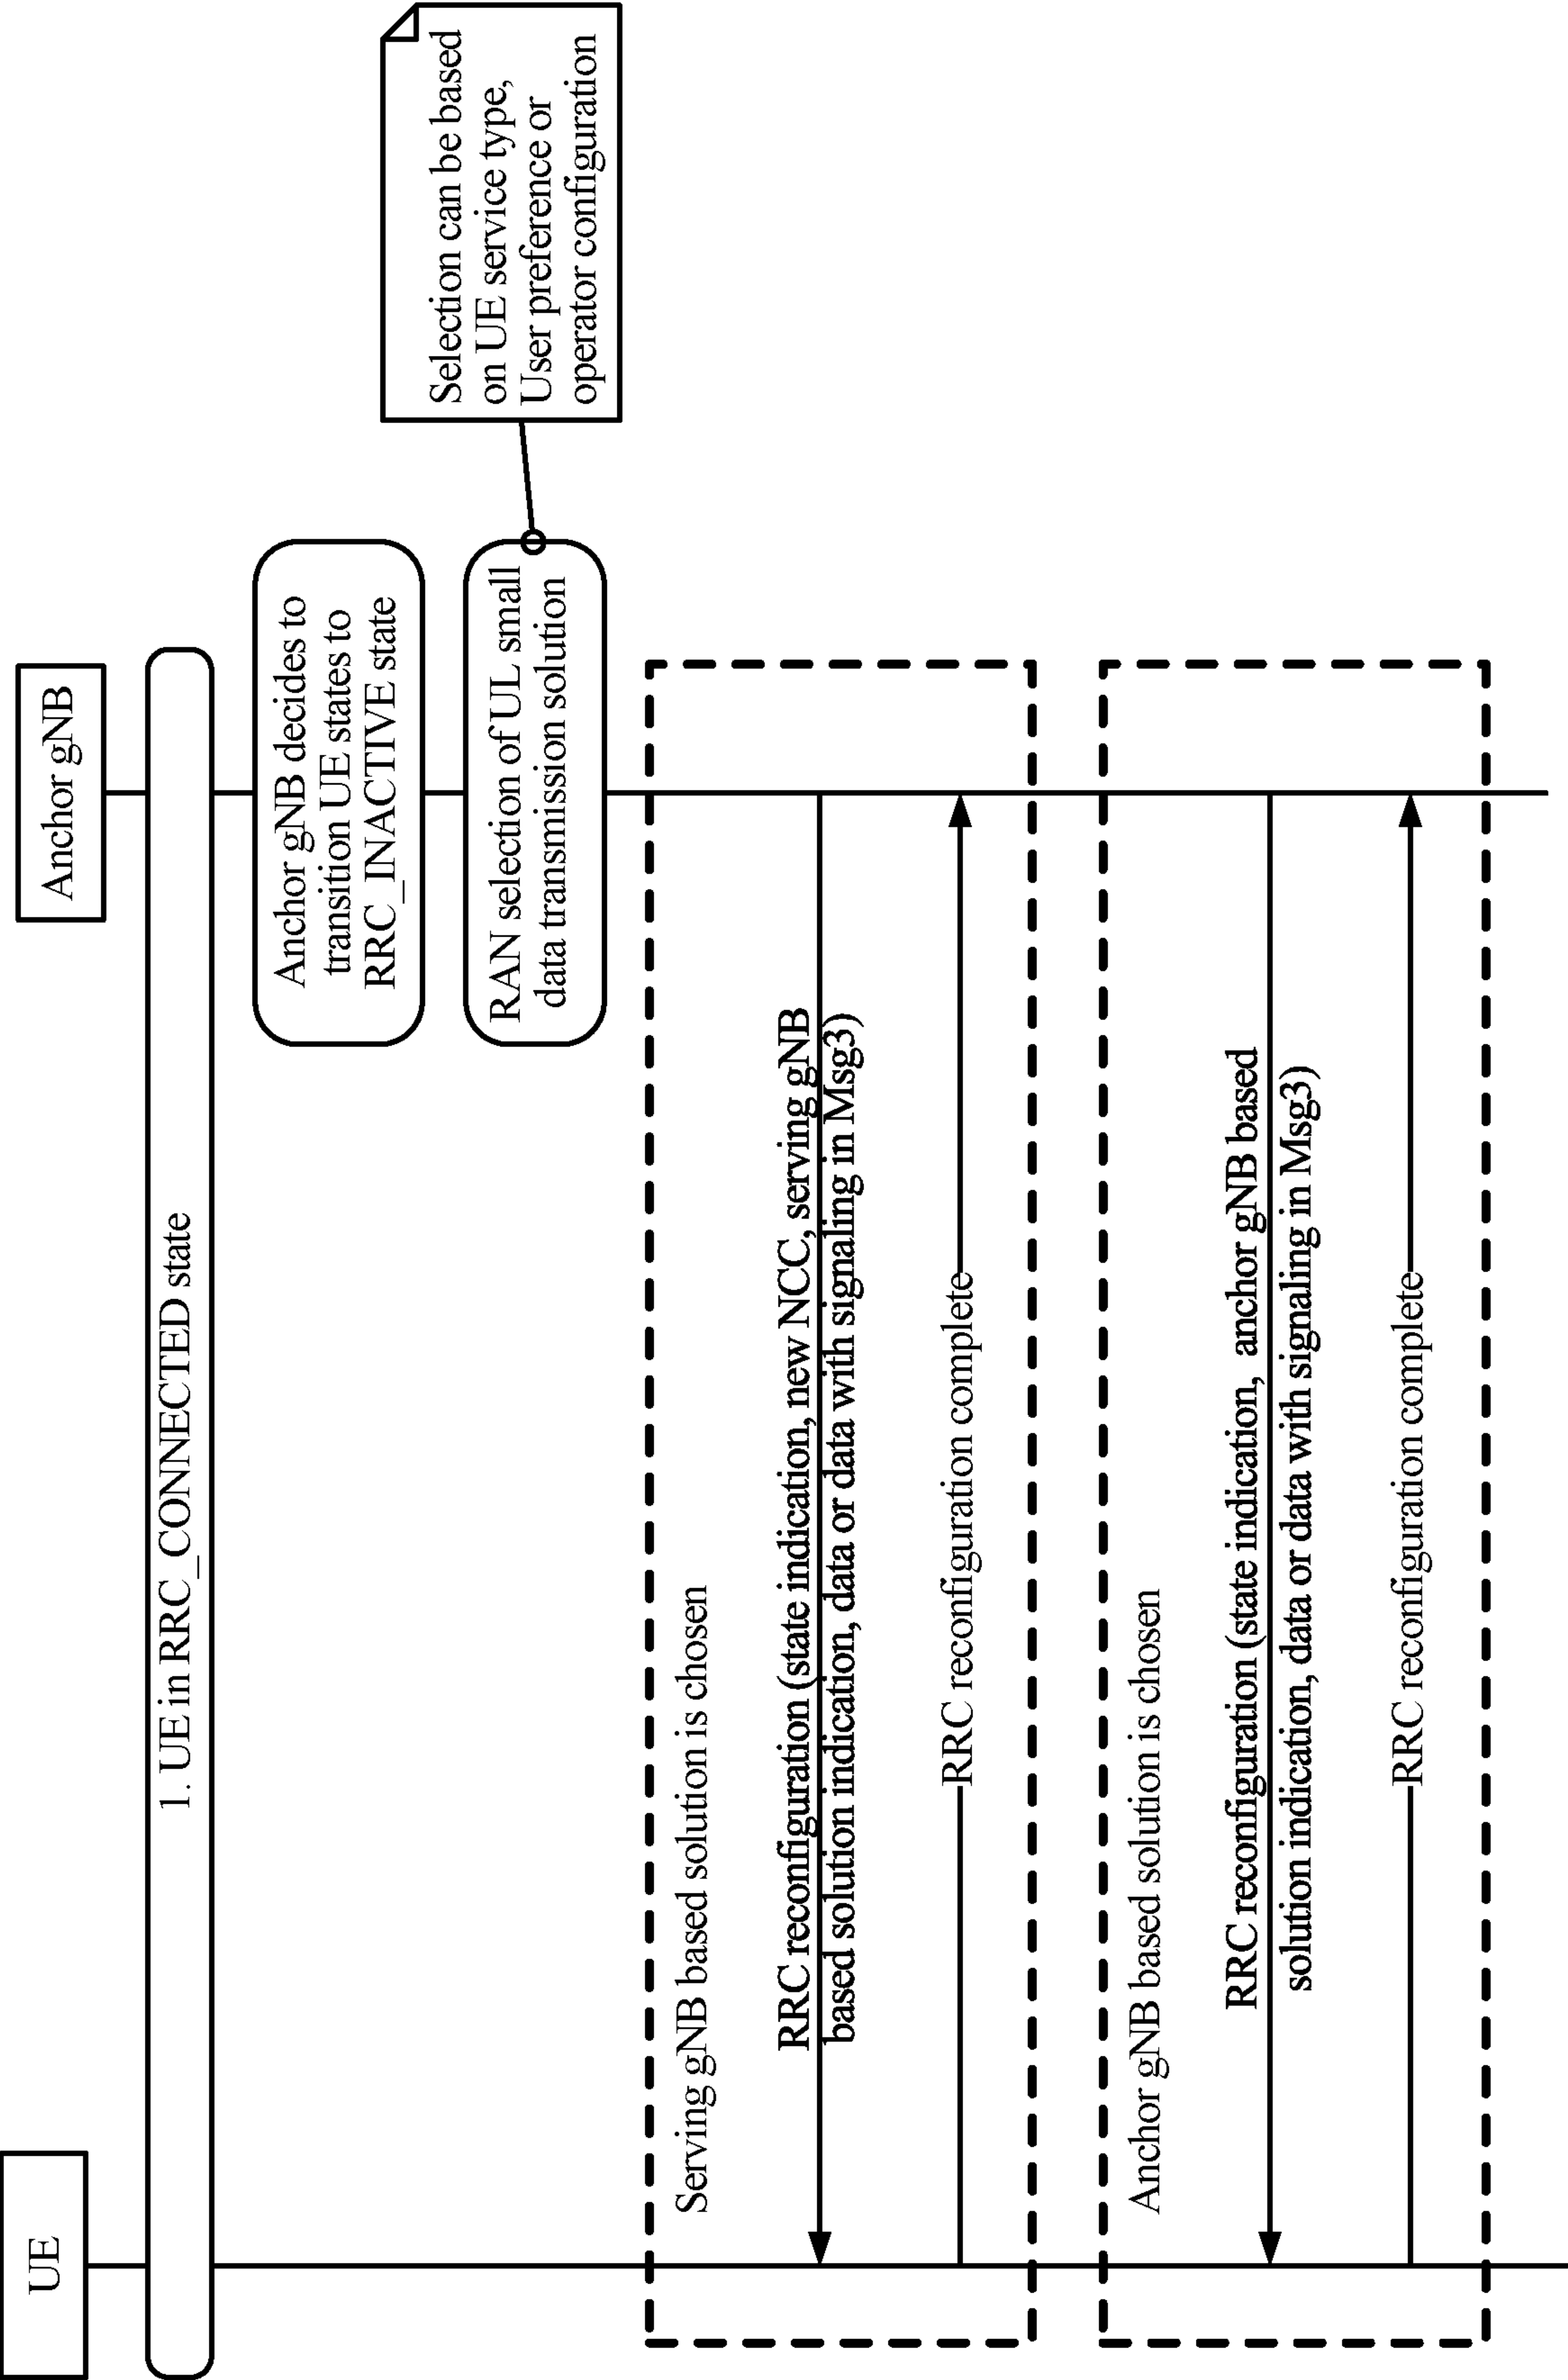 UE
Anchor gNB
1. UE in RRC_CONNECTED state
Anchor gNB decides to
transition UE states to
RRC_INACTIVE state
RAN selection of UL small
data transmission solution
Selection can be based
on UE service type,
User preference or
operator configuration
Serving gNB based solution is chosen
RRC reconfiguration (state indication, new NCC, serving gNB
based solution indication, data or data with signaling in Msg3)
RRC reconfiguration complete
Anchor gNB based solution is chosen
RRC reconfiguration (state indication, anchor gNB based
solution indication, data or data with signaling in Msg3)
RRC reconfiguration complete